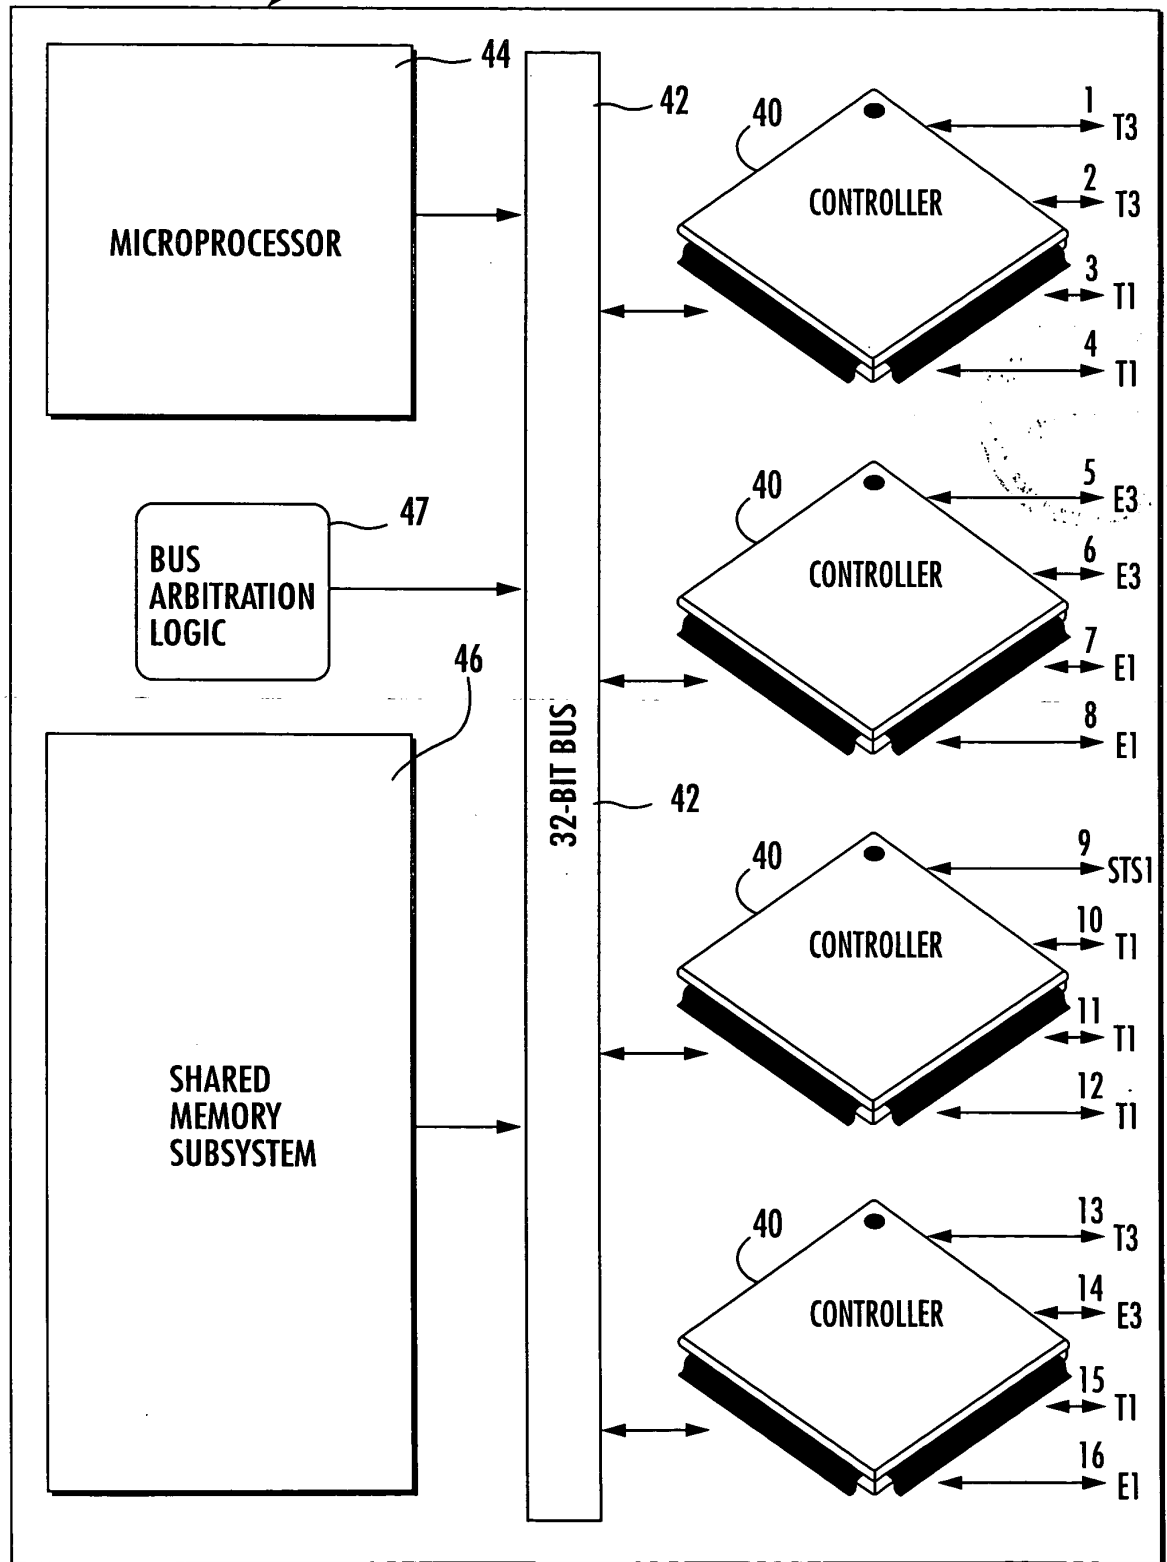 44
MICROPROCESSOR
47
BUS
ARBITRATION
LOGIC
46
SHARED
MEMORY
SUBSYSTEM
42
32-BIT BUS
42
40
CONTROLLER
1
T3
2
T3
3
T1
4
T1
40
CONTROLLER
5
E3
6
E3
7
E1
8
E1
40
CONTROLLER
9
STS1
10
T1
11
T1
12
T1
40
CONTROLLER
13
T3
14
E3
15
T1
16
E1